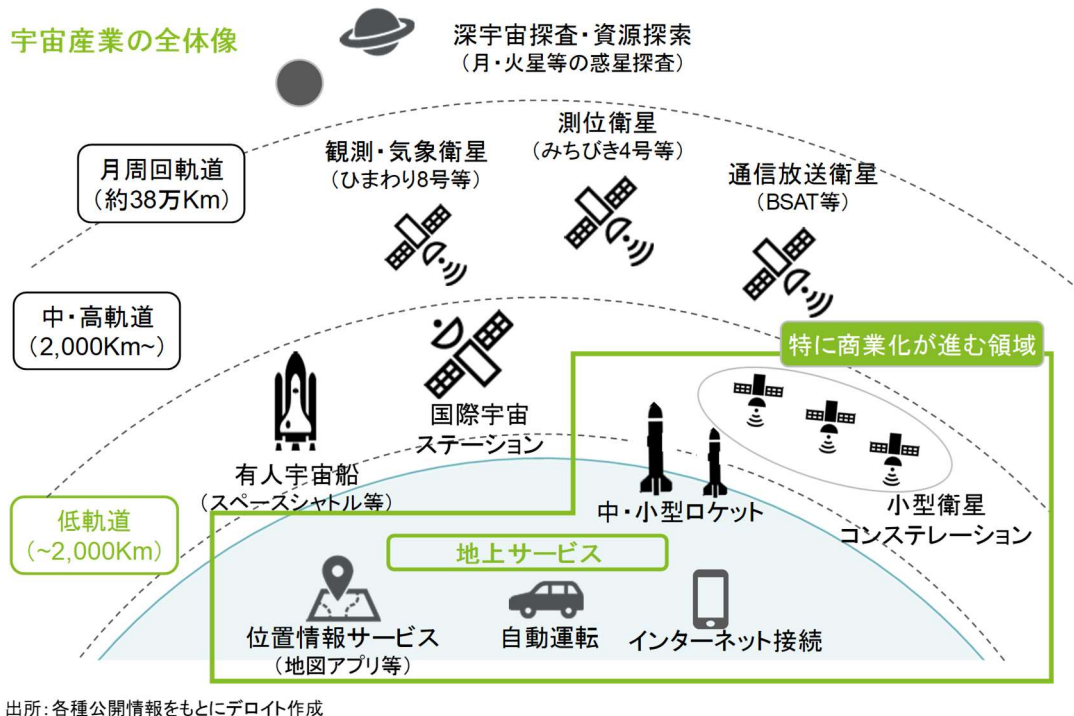 宇宙産業の全体像
深宇宙探査・資源探索
（月・火星等の惑星探査）
月周回軌道
（約38万Km）
観測・気象衛星
（ひまわり8号等）
測位衛星
（みちびき4号等）
通信放送衛星
（BSAT等）
中・高軌道
（2,000Km~）
特に商業化が進む領域
国際宇宙
ステーション
有人宇宙船
（スペースシャトル等）
中・小型ロケット
小型衛星
コンステレーション
低軌道
（~2,000Km）
地上サービス
位置情報サービス
（地図アプリ等）
自動運転
インターネット接続
出所：各種公開情報をもとにデロイト作成